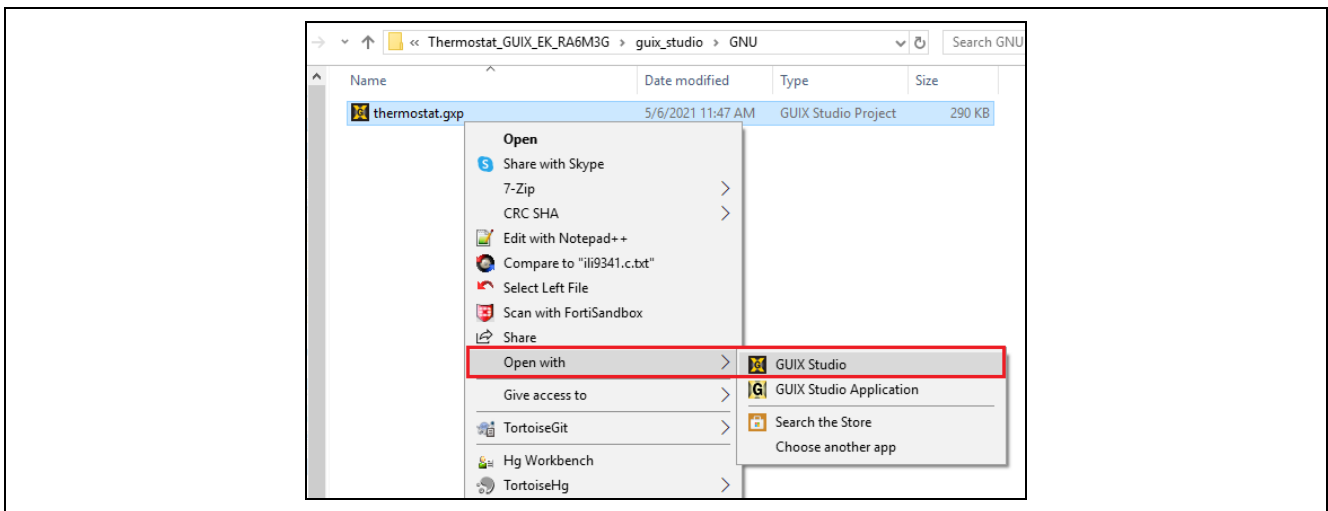 « Thermostat_GUIX_EK_RA6M3G > guix_studio > GNU Search GNU
Name Date modified Type Size
thermostat.gxp 5/6/2021 11:47 AM GUIX Studio Project 290 KB
Open
Share with Skype
7-Zip
CRC SHA
Edit with Notepad++
Compare to "ili9341.c.txt"
Select Left File
Scan with FortiSandbox
Share
Open with GUIX Studio
GUIX Studio Application
Give access to
Search the Store
TortoiseGit
Choose another app
Hg Workbench
TortoiseHg